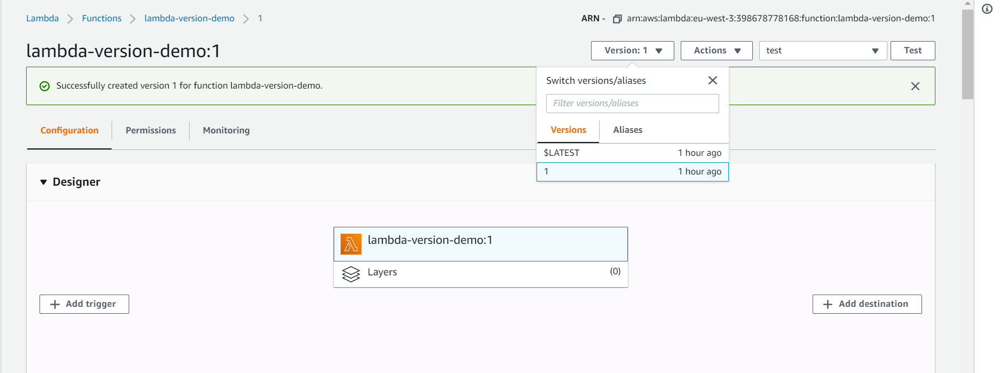 Lambda > Functions > lambda-version-demo > 1
ARN - arn:aws:lambda:eu-west-3:398678778168:function:lambda-version-demo:1
lambda-version-demo:1
Version: 1
Actions
test
Test
Successfully created version 1 for function lambda-version-demo.
Switch versions/aliases
Filter versions/aliases
Versions
Aliases
$LATEST 1 hour ago
1 1 hour ago
Configuration
Permissions
Monitoring
Designer
lambda-version-demo:1
Layers (0)
+ Add trigger
+ Add destination